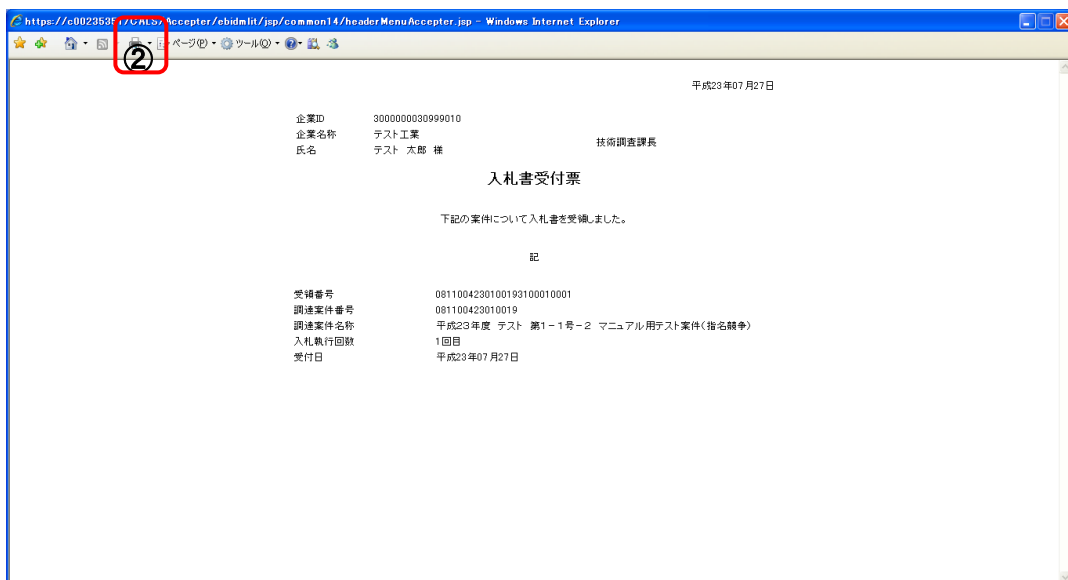 https://c00235351/CALS/Accepter/ebidmlit/jsp/common14/headerMenuAccepter.jsp - Windows Internet Explorer
ページ(P) ツール(O)
②
平成23年07月27日
企業ID 3000000030999010
企業名称 テスト工業
氏名 テスト 太郎 様
技術調査課長
入札書受付票
下記の案件について入札書を受領しました。
記
受領番号 0811004230100193100010001
調達案件番号 081100423010019
調達案件名称 平成23年度 テスト 第1-1号-2 マニュアル用テスト案件(指名競争)
入札執行回数 1回目
受付日 平成23年07月27日